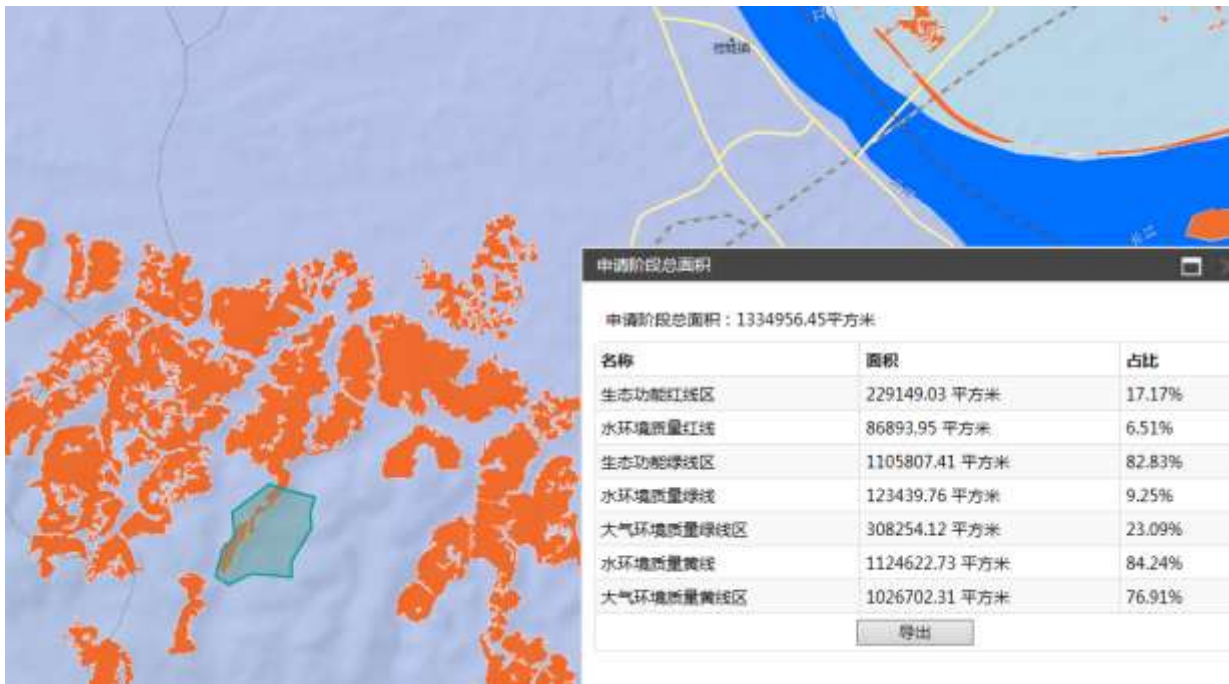 申请阶段总面积
申请阶段总面积：1334956.45平方米
名称 面积 占比
生态功能红线区 229149.03 平方米 17.17%
水环境质量红线 86893.95 平方米 6.51%
生态功能绿线区 1105807.41 平方米 82.83%
水环境质量绿线 123439.76 平方米 9.25%
大气环境质量绿线区 308254.12 平方米 23.09%
水环境质量黄线 1124622.73 平方米 84.24%
大气环境质量黄线区 1026702.31 平方米 76.91%
导出